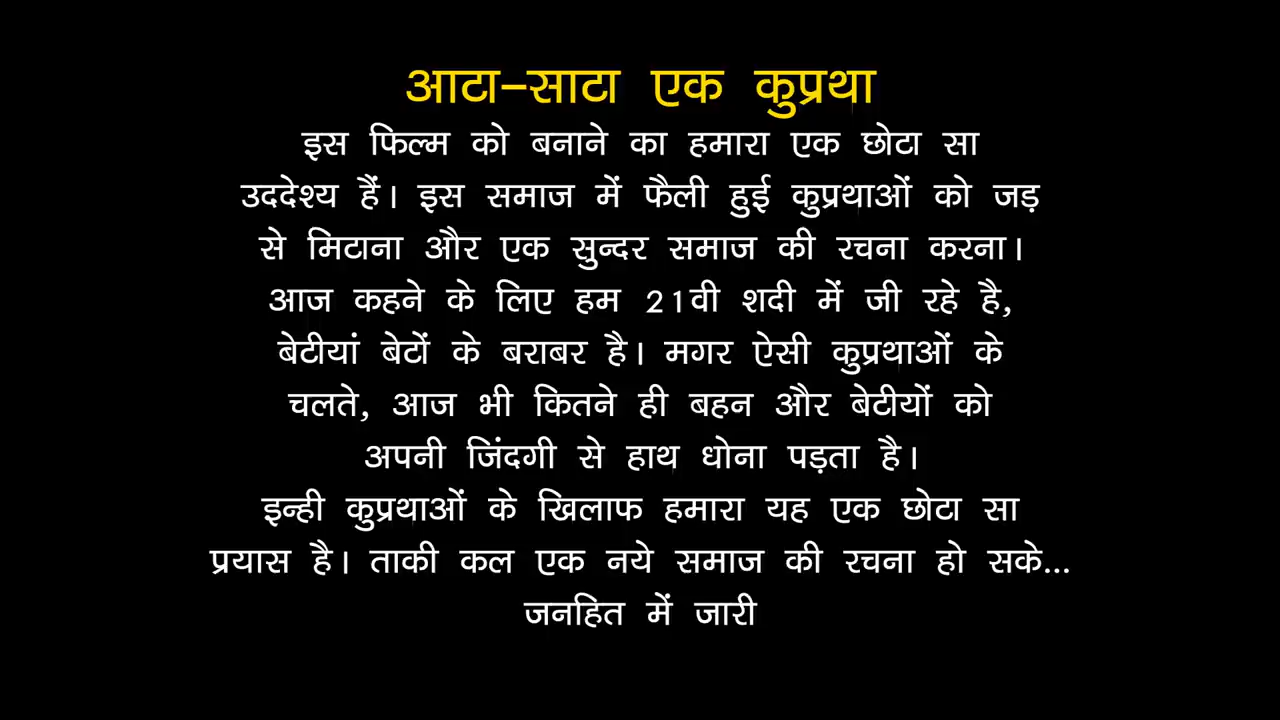 आटा-साटा एक कुप्रथा
इस फिल्म को बनाने का हमारा एक छोटा सा
उददेश्य हैं। इस समाज में फैली हुई कुप्रथाओं को जड़
से मिटाना और एक सुन्दर समाज की रचना करना।
आज कहने के लिए हम 21वी शदी में जी रहे है,
बेटीयां बेटों के बराबर है। मगर ऐसी कुप्रथाओं के
चलते, आज भी कितने ही बहन और बेटीयों को
अपनी जिंदगी से हाथ धोना पड़ता है।
इन्ही कुप्रथाओं के खिलाफ हमारा यह एक छोटा सा
प्रयास है। ताकी कल एक नये समाज की रचना हो सके...
जनहित में जारी